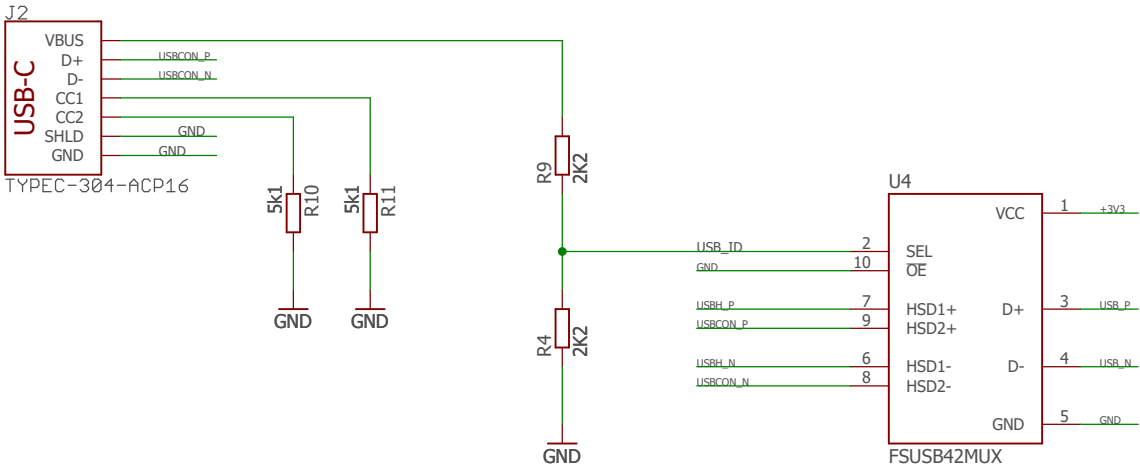 J2
USB-C
VBUS
D+ USBCON_P
D- USBCON_N
CC1
CC2
SHLD GND
GND GND
TYPEC-304-ACP16
5k1 R10
5k1 R11
GND
GND
R9 2K2
R4 2K2
GND
U4
VCC 1 +3V3
USB_ID 2 SEL
GND 10 OE
USBH_P 7 HSD1+ D+ 3 USB_P
USBCON_P 9 HSD2+
USBH_N 6 HSD1- D- 4 USB_N
USBCON_N 8 HSD2-
GND 5 GND
FSUSB42MUX